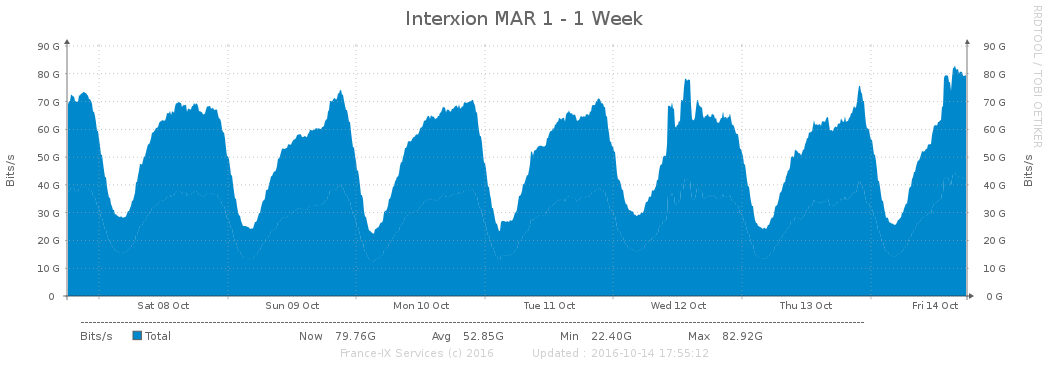 Interxion MAR 1 - 1 Week
RRDTOOL / TOBI OETIKER
Bits/s
90 G
80 G
70 G
60 G
50 G
40 G
30 G
20 G
10 G
0
90 G
80 G
70 G
60 G
50 G
40 G
30 G
20 G
10 G
0 G
Bits/s
Sat 08 Oct Sun 09 Oct Mon 10 Oct Tue 11 Oct Wed 12 Oct Thu 13 Oct Fri 14 Oct
Bits/s Total Now 79.76G Avg 52.85G Min 22.40G Max 82.92G
France-IX Services (c) 2016 Updated : 2016-10-14 17:55:12